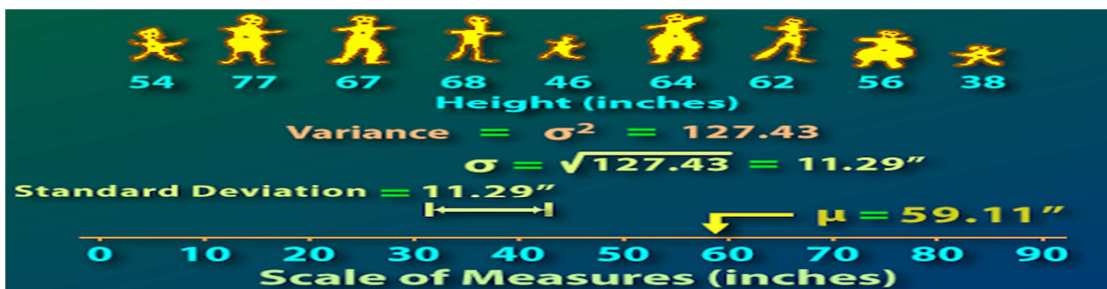 54 77 67 68 46 64 62 56 38
Height (inches)
Variance = σ² = 127.43
σ = √127.43 = 11.29″
Standard Deviation = 11.29″
μ = 59.11″
0 10 20 30 40 50 60 70 80 90
Scale of Measures (inches)